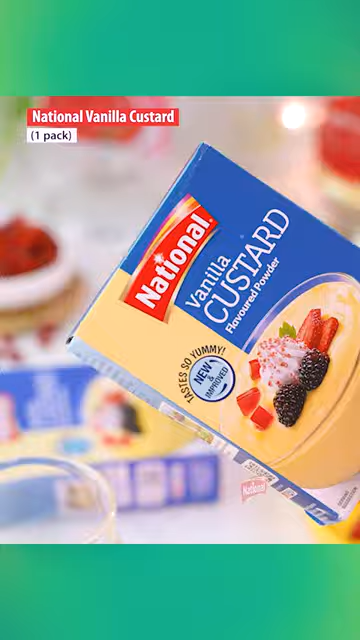 National Vanilla Custard
(1 pack)
National
Vanilla
CUSTARD
Flavoured Powder
TASTES SO YUMMY!
NEW
&
IMPROVED
National